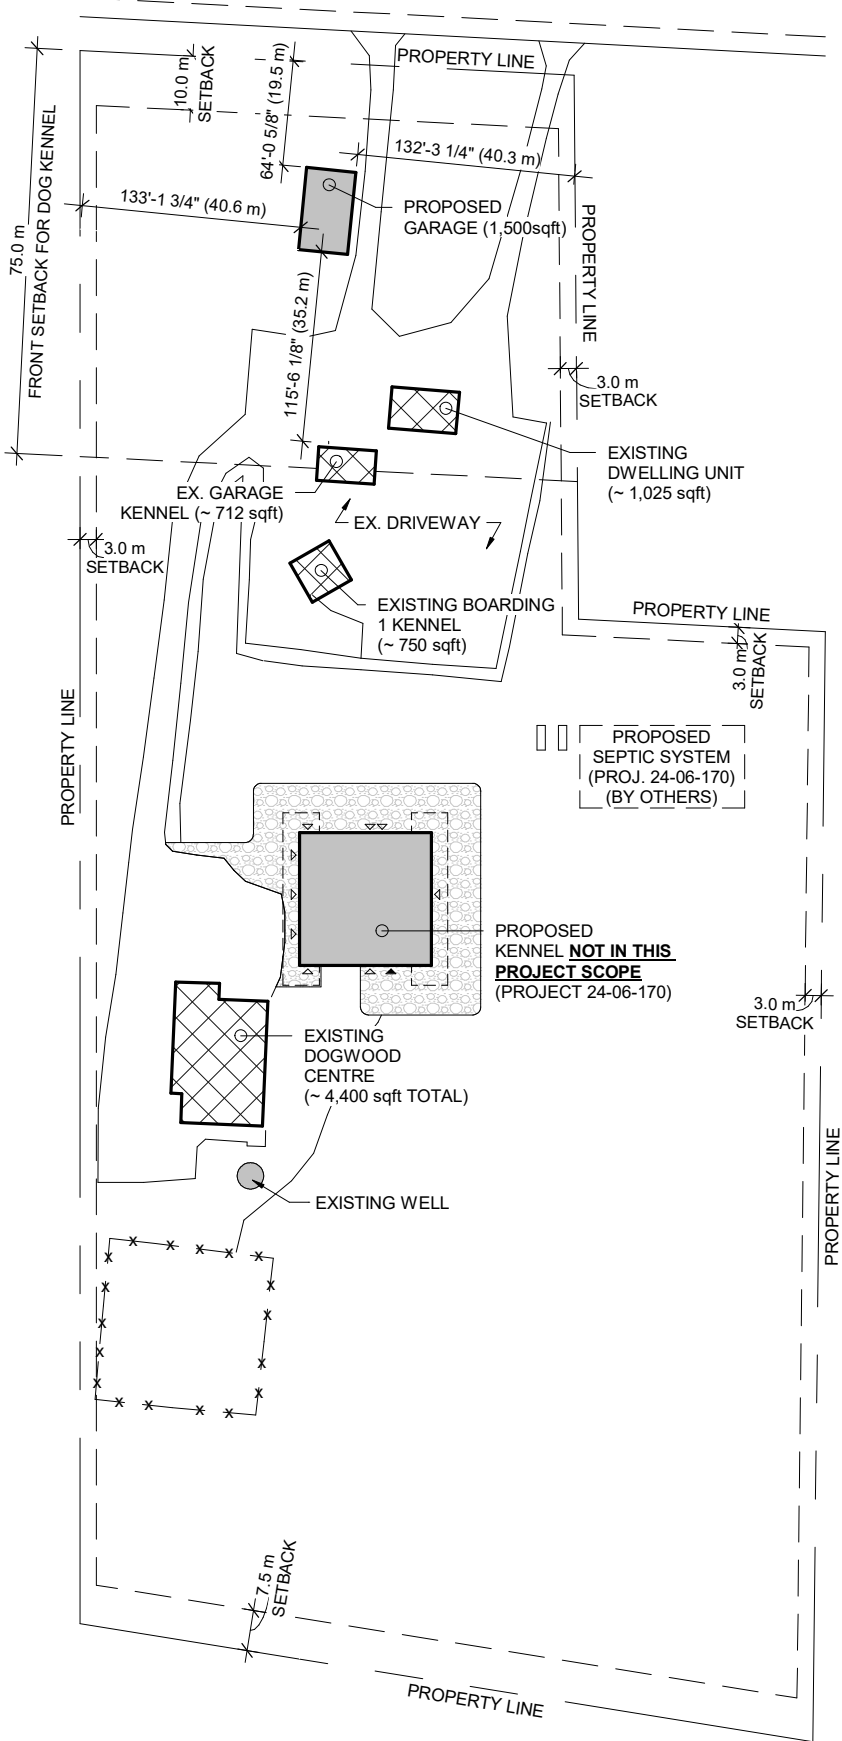 PROPERTY LINE
10.0 m
SETBACK
64'-0 5/8" (19.5 m)
132'-3 1/4" (40.3 m)
133'-1 3/4" (40.6 m)
PROPOSED
GARAGE (1,500sqft)
75.0 m
FRONT SETBACK FOR DOG KENNEL
PROPERTY LINE
115'-6 1/8" (35.2 m)
3.0 m
SETBACK
EXISTING
DWELLING UNIT
(~ 1,025 sqft)
EX. GARAGE
KENNEL (~ 712 sqft)
EX. DRIVEWAY
3.0 m
SETBACK
EXISTING BOARDING
1 KENNEL
(~ 750 sqft)
PROPERTY LINE
3.0 m
SETBACK
PROPERTY LINE
PROPOSED
SEPTIC SYSTEM
(PROJ. 24-06-170)
(BY OTHERS)
PROPOSED
KENNEL NOT IN THIS
PROJECT SCOPE
(PROJECT 24-06-170)
3.0 m
SETBACK
EXISTING
DOGWOOD
CENTRE
(~ 4,400 sqft TOTAL)
PROPERTY LINE
EXISTING WELL
x x x x x x
x x
x x
x x
x x
x x x x
7.5 m
SETBACK
PROPERTY LINE